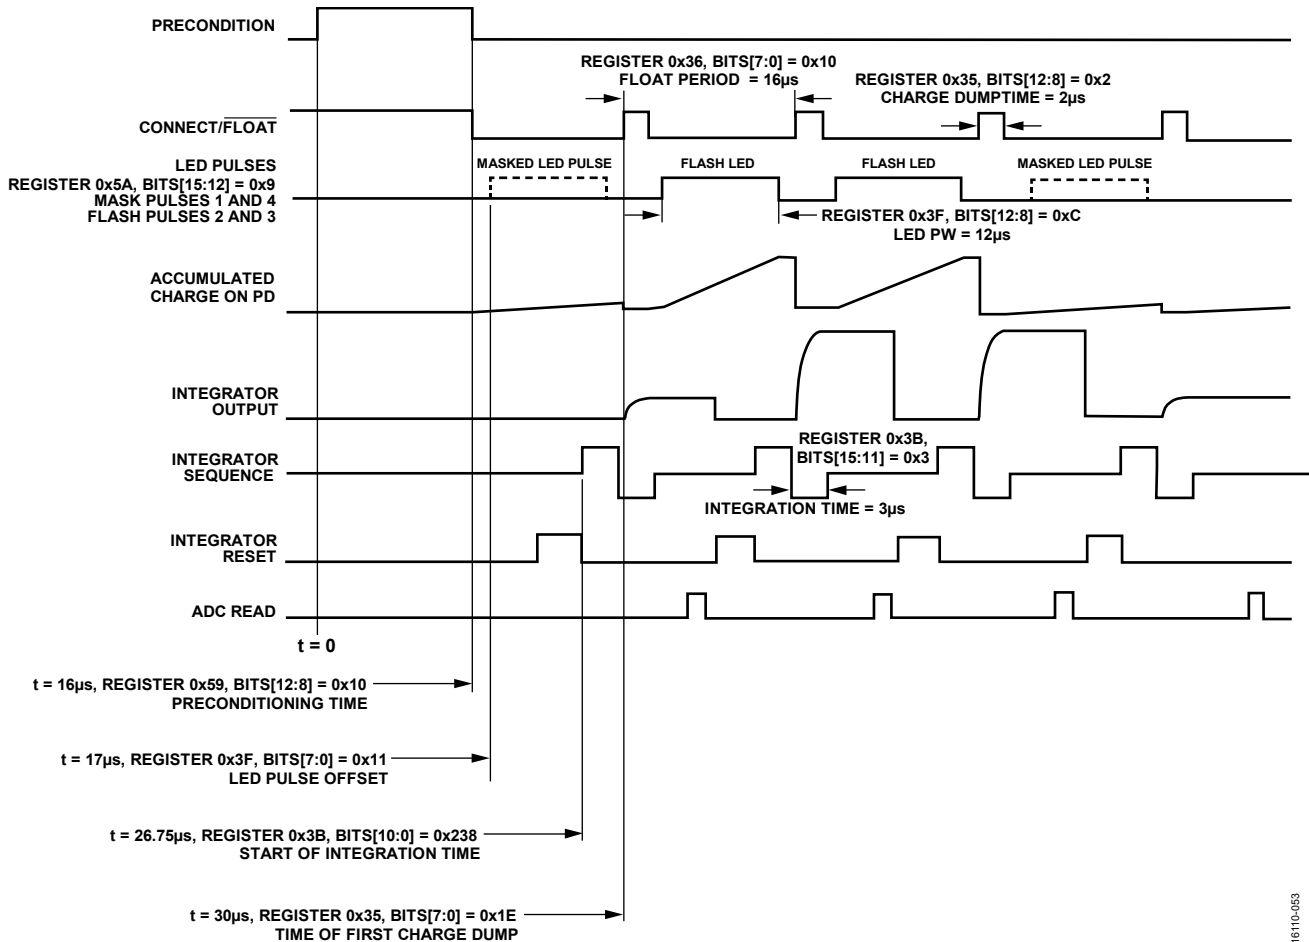 PRECONDITION
REGISTER 0x36, BITS[7:0] = 0x10
FLOAT PERIOD = 16µs
REGISTER 0x35, BITS[12:8] = 0x2
CHARGE DUMPTIME = 2µs
CONNECT/FLOAT
LED PULSES
REGISTER 0x5A, BITS[15:12] = 0x9
MASK PULSES 1 AND 4
FLASH PULSES 2 AND 3
MASKED LED PULSE
FLASH LED
FLASH LED
MASKED LED PULSE
REGISTER 0x3F, BITS[12:8] = 0xC
LED PW = 12µs
ACCUMULATED
CHARGE ON PD
INTEGRATOR
OUTPUT
REGISTER 0x3B,
BITS[15:11] = 0x3
INTEGRATOR
SEQUENCE
INTEGRATION TIME = 3µs
INTEGRATOR
RESET
ADC READ
t = 0
t = 16µs, REGISTER 0x59, BITS[12:8] = 0x10
PRECONDITIONING TIME
t = 17µs, REGISTER 0x3F, BITS[7:0] = 0x11
LED PULSE OFFSET
t = 26.75µs, REGISTER 0x3B, BITS[10:0] = 0x238
START OF INTEGRATION TIME
t = 30µs, REGISTER 0x35, BITS[7:0] = 0x1E
TIME OF FIRST CHARGE DUMP
16110-053